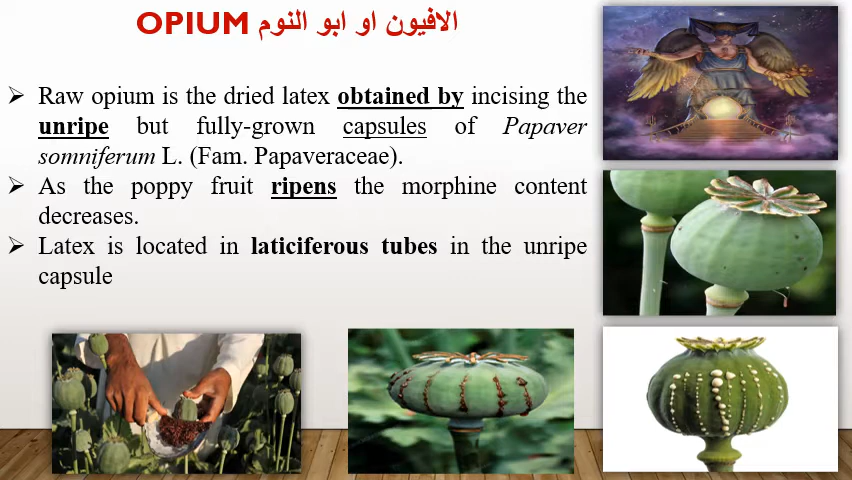 OPIUM الافيون او ابو النوم
➢ Raw opium is the dried latex obtained by incising the
unripe but fully-grown capsules of Papaver
somniferum L. (Fam. Papaveraceae).
➢ As the poppy fruit ripens the morphine content
decreases.
➢ Latex is located in laticiferous tubes in the unripe
capsule